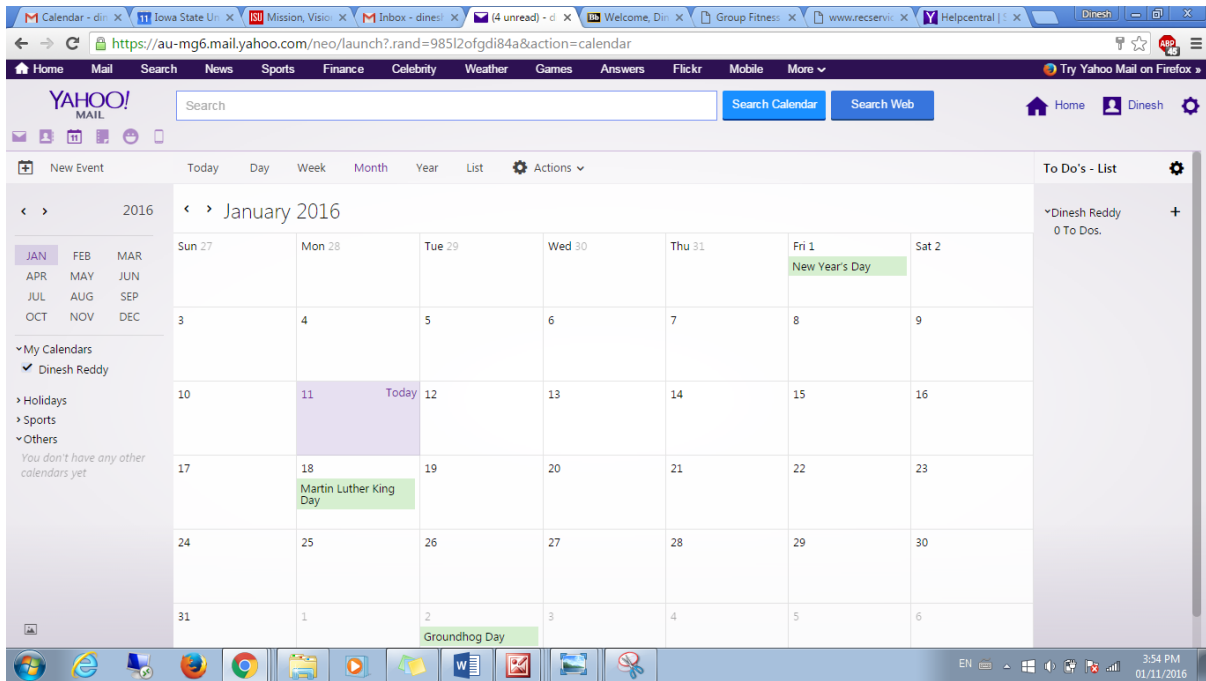 Calendar - din
11 Iowa State Un
ISU Mission, Vision
Inbox - dinesl
(4 unread) - d
Bb Welcome, Din
Group Fitness
www.recservic
Helpcentral | S
Dinesh
https://au-mg6.mail.yahoo.com/neo/launch?.rand=985l2ofgdi84a&action=calendar
ABP
45
Home Mail Search News Sports Finance Celebrity Weather Games Answers Flickr Mobile More
Try Yahoo Mail on Firefox »
YAHOO!
MAIL
Search
Search Calendar
Search Web
Home
Dinesh
11
New Event
Today Day Week Month Year List Actions
To Do's - List
2016
January 2016
Dinesh Reddy
0 To Dos.
JAN FEB MAR
APR MAY JUN
JUL AUG SEP
OCT NOV DEC
My Calendars
Dinesh Reddy
Holidays
Sports
Others
You don't have any other
calendars yet
Sun 27 Mon 28 Tue 29 Wed 30 Thu 31 Fri 1 Sat 2
New Year's Day
3 4 5 6 7 8 9
10 11 Today 12 13 14 15 16
17 18 19 20 21 22 23
Martin Luther King
Day
24 25 26 27 28 29 30
31 1 2 3 4 5 6
Groundhog Day
EN
3:54 PM
01/11/2016